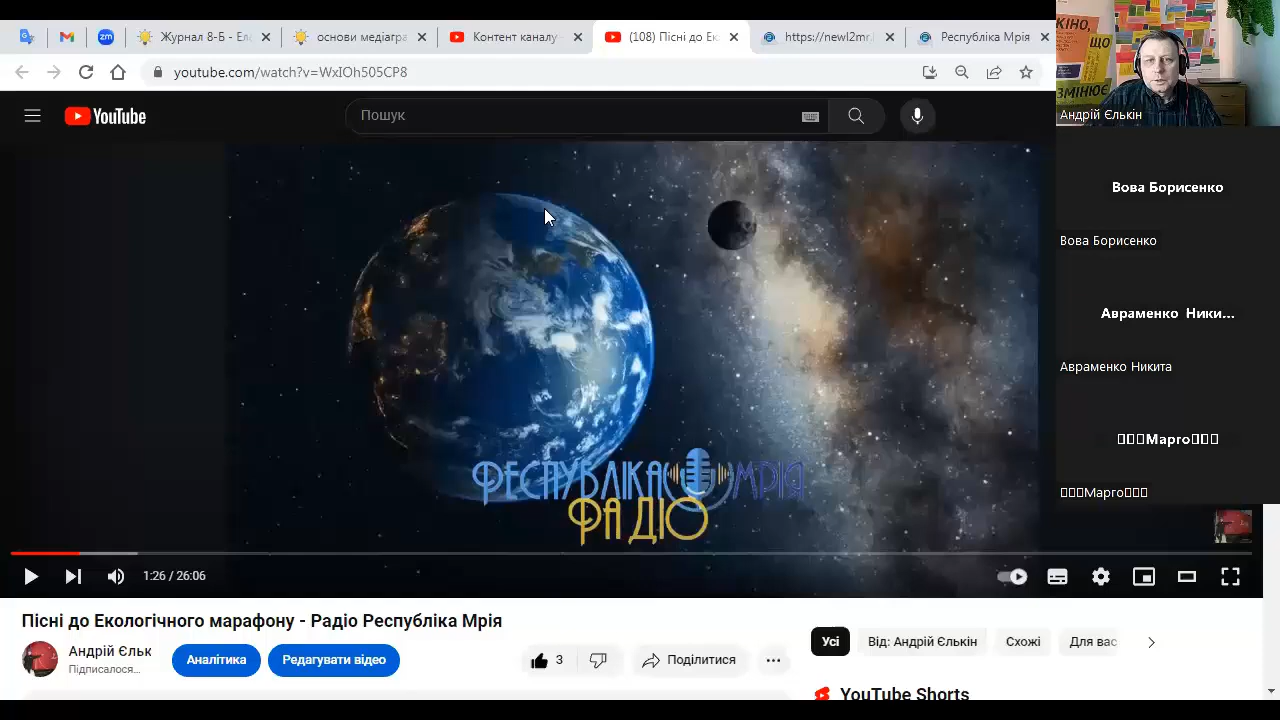 Журнал 8-Б - Ел
основи медіагра
Контент каналу
(108) Пісні до Ек
https://newl2mr.
Республіка Мрія
youtube.com/watch?v=WxIOMO5CP8
YouTube
Пошук
КІНО,
ЩО
ЗМІНЮЄ
Андрій Єлькін
Вова Борисенко
Вова Борисенко
Авраменко Ники...
Авраменко Никита
Марго
Марго
РЕСПУБЛІКА МРІЯ
РАДІО
1:26 / 26:06
Пісні до Екологічного марафону - Радіо Республіка Мрія
Андрій Єльк
Підписалося...
Аналітика
Редагувати відео
3
Поділитися
Усі
Від: Андрій Єлькін
Схожі
Для вас
YouTube Shorts